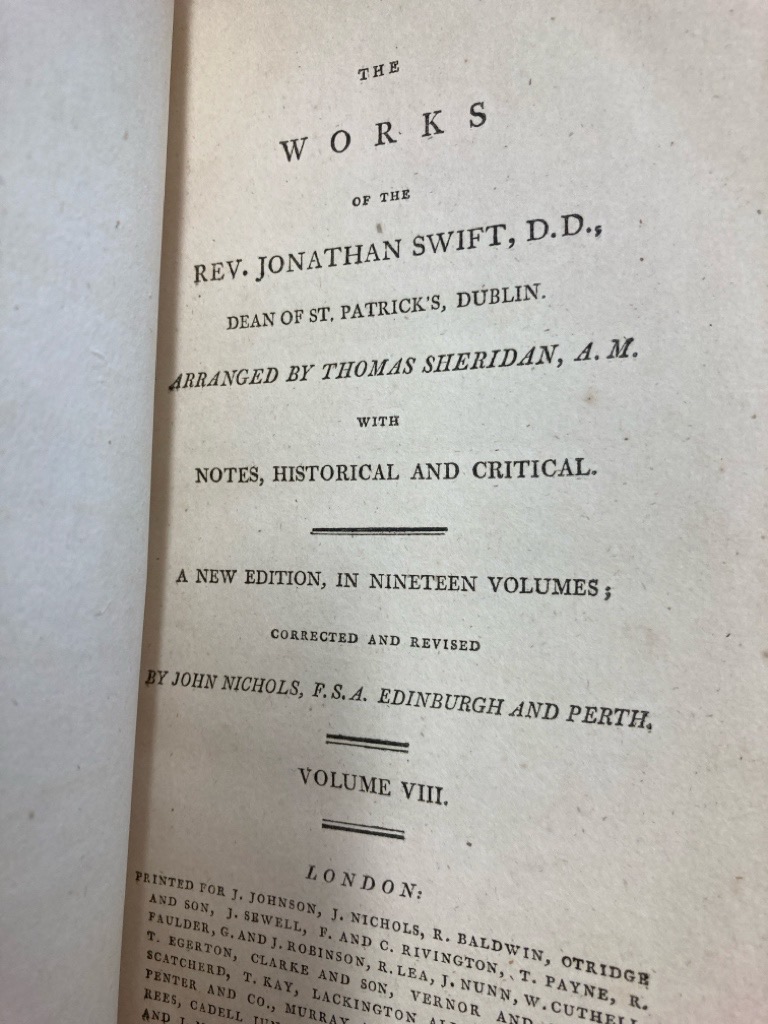 THE
WORKS
OF THE
REV. JONATHAN SWIFT, D.D.,
DEAN OF ST. PATRICK'S, DUBLIN.
ARRANGED BY THOMAS SHERIDAN, A. M.
WITH
NOTES, HISTORICAL AND CRITICAL.
A NEW EDITION, IN NINETEEN VOLUMES;
CORRECTED AND REVISED
BY JOHN NICHOLS, F. S. A. EDINBURGH AND PERTH.
VOLUME VIII.
LONDON:
PRINTED FOR J. JOHNSON, J. NICHOLS, R. BALDWIN, OTRIDGE
AND SON, J. SEWELL, F. AND C. RIVINGTON, T. PAYNE, R.
FAULDER, G. AND J. ROBINSON, R. LEA, J. NUNN, W. CUTHELL
T. EGERTON, CLARKE AND SON, VERNOR AND
SCATCHERD, T. KAY, LACKINGTON
PENTER AND CO., MURRAY
REES, CADELL
AND